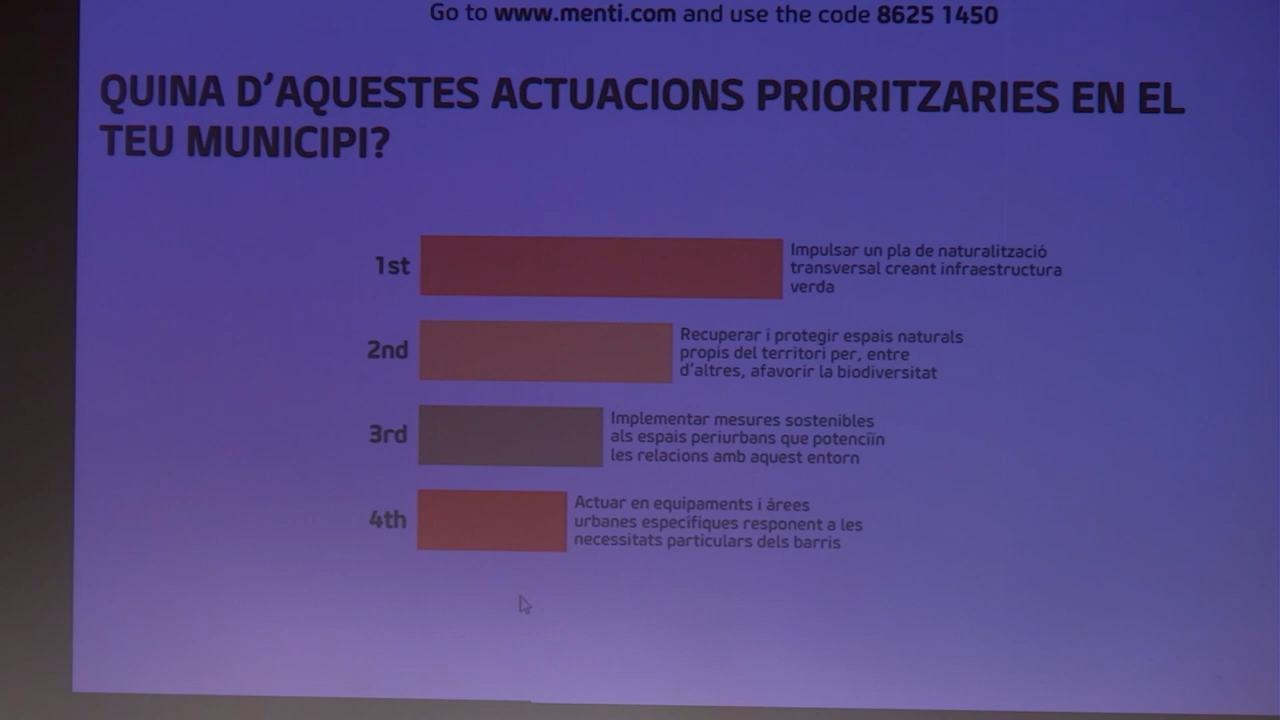 Go to www.menti.com and use the code 8625 1450
QUINA D'AQUESTES ACTUACIONS PRIORITZARIES EN EL
TEU MUNICIPI?
1st
Impulsar un pla de naturalització
transversal creant infraestructura
verda
2nd
Recuperar i protegir espais naturals
propis del territori per, entre
d'altres, afavorir la biodiversitat
3rd
Implementar mesures sostenibles
als espais periurbans que potenciïn
les relacions amb aquest entorn
4th
Actuar en equipaments i àrees
urbanes específiques responent a les
necessitats particulars dels barris